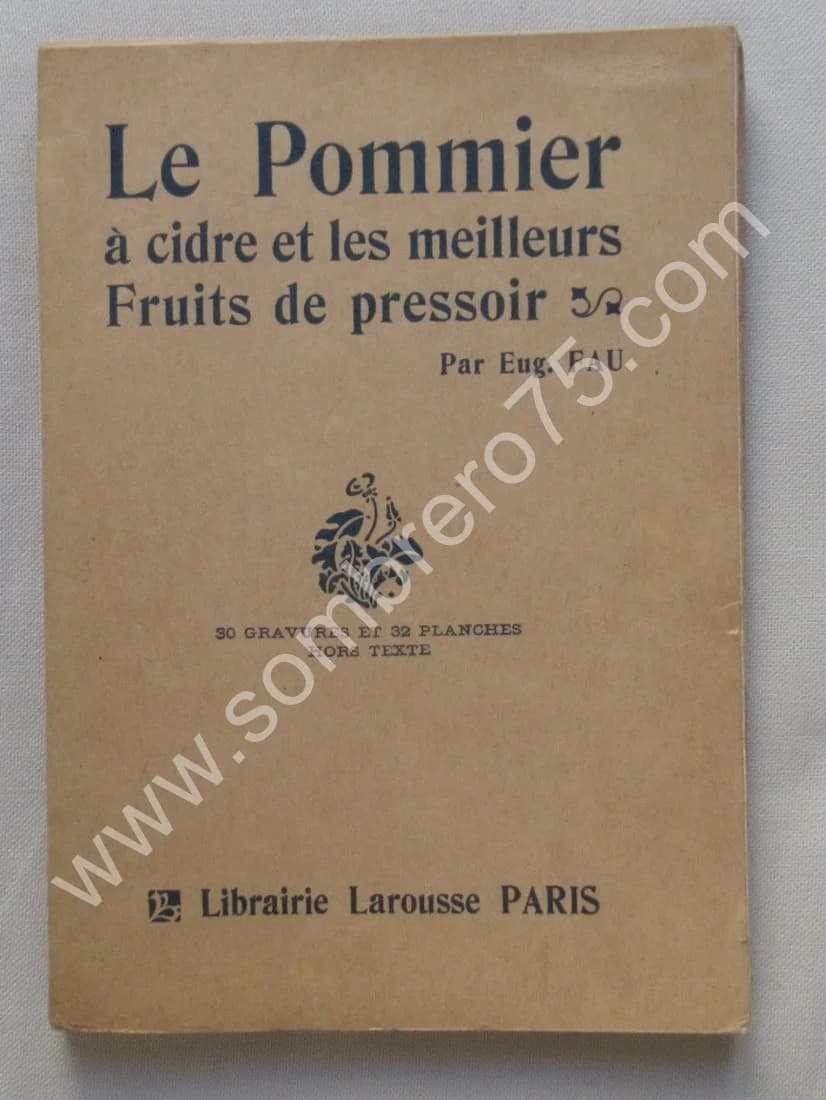 Le Pommier
à cidre et les meilleurs
Fruits de pressoir
Par Eug. EAU
30 GRAVURES ET 32 PLANCHES
HORS TEXTE
Librairie Larousse PARIS
www.sombrero75.com